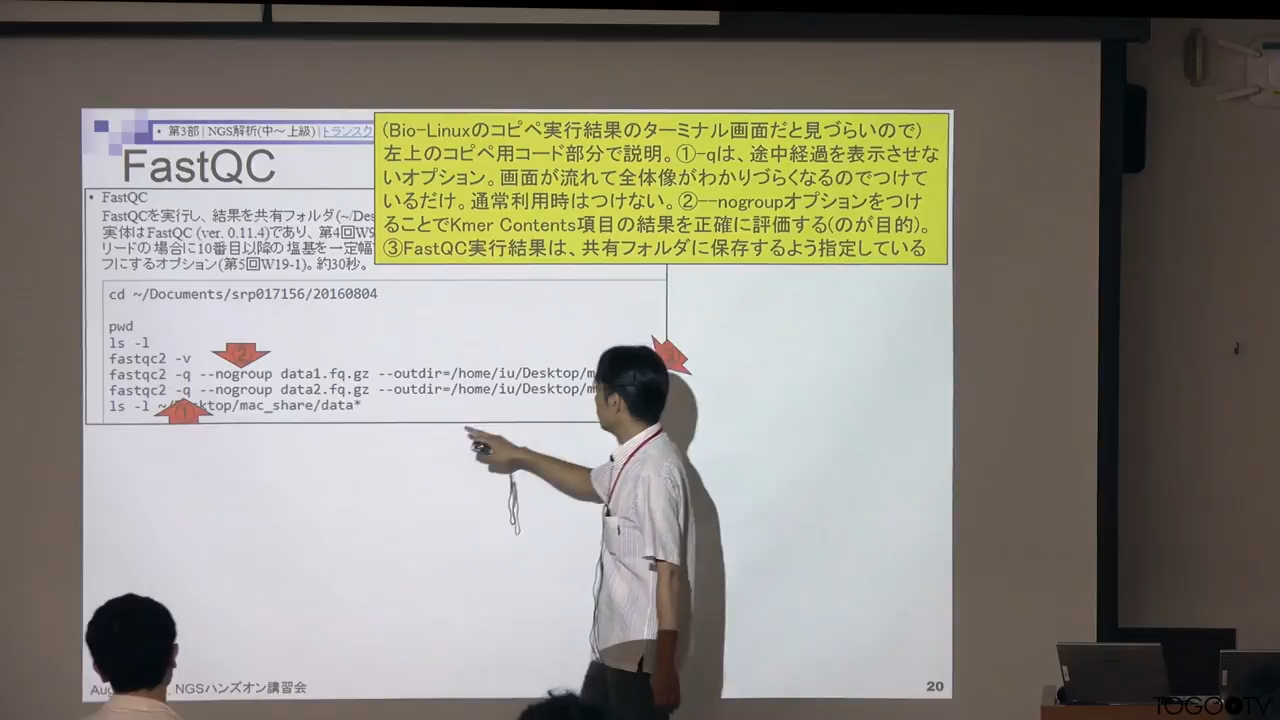 • 第3部 | NGS解析(中～上級) | トランスク
FastQC
(Bio-Linuxのコピペ実行結果のターミナル画面だと見づらいので)
左上のコピペ用コード部分で説明。①-qは、途中経過を表示させな
いオプション。画面が流れて全体像がわかりづらくなるのでつけて
いるだけ。通常利用時はつけない。②--nogroupオプションをつけ
ることでKmer Contents項目の結果を正確に評価する(のが目的)。
③FastQC実行結果は、共有フォルダに保存するよう指定している
• FastQC
FastQCを実行し、結果を共有フォルダ(~/Des
実体はFastQC (ver. 0.11.4)であり、第4回W9
リードの場合に10番目以降の塩基を一定幅
フにするオプション(第5回W19-1)。約30秒。
cd ~/Documents/srp017156/20160804
pwd
ls -l
fastqc2 -v
②
fastqc2 -q --nogroup data1.fq.gz --outdir=/home/iu/Desktop/m
fastqc2 -q --nogroup data2.fq.gz --outdir=/home/iu/Desktop/m
ls -l ~ ktop/mac_share/data*
①
NGSハンズオン講習会
20
TOGOTV